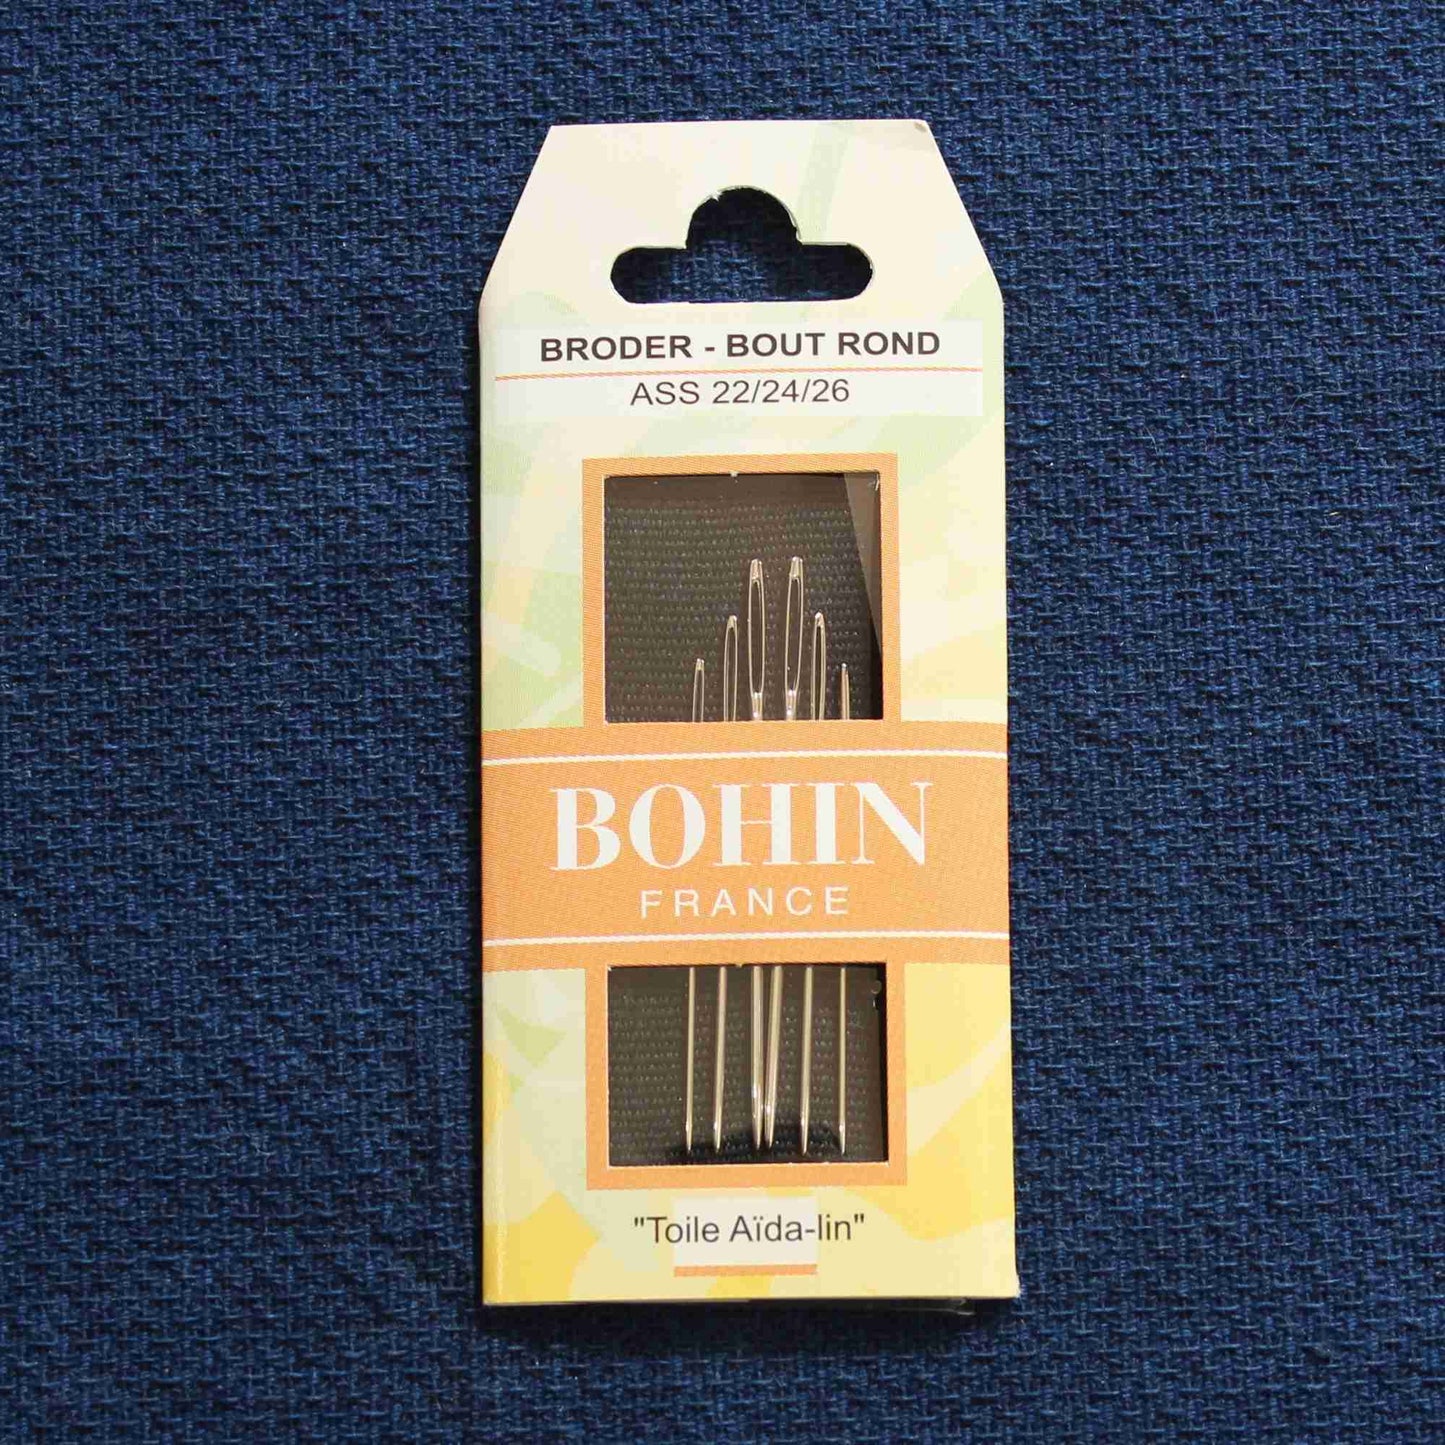 BRODER - BOUT ROND
ASS 22/24/26
BOHIN
FRANCE
"Toile Aïda-lin"